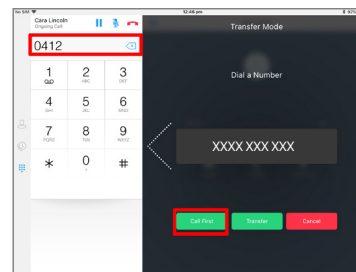 No SIM
12:48 pm
92%
Cara Lincoln
Ongoing Call
Transfer Mode
0412
Dial a Number
1
2
ABC
3
DEF
4
GHI
5
JKL
6
MNO
7
PQRS
8
TUV
9
WXYZ
XXXX XXX XXX
*
0
+
#
Call First
Transfer
Cancel